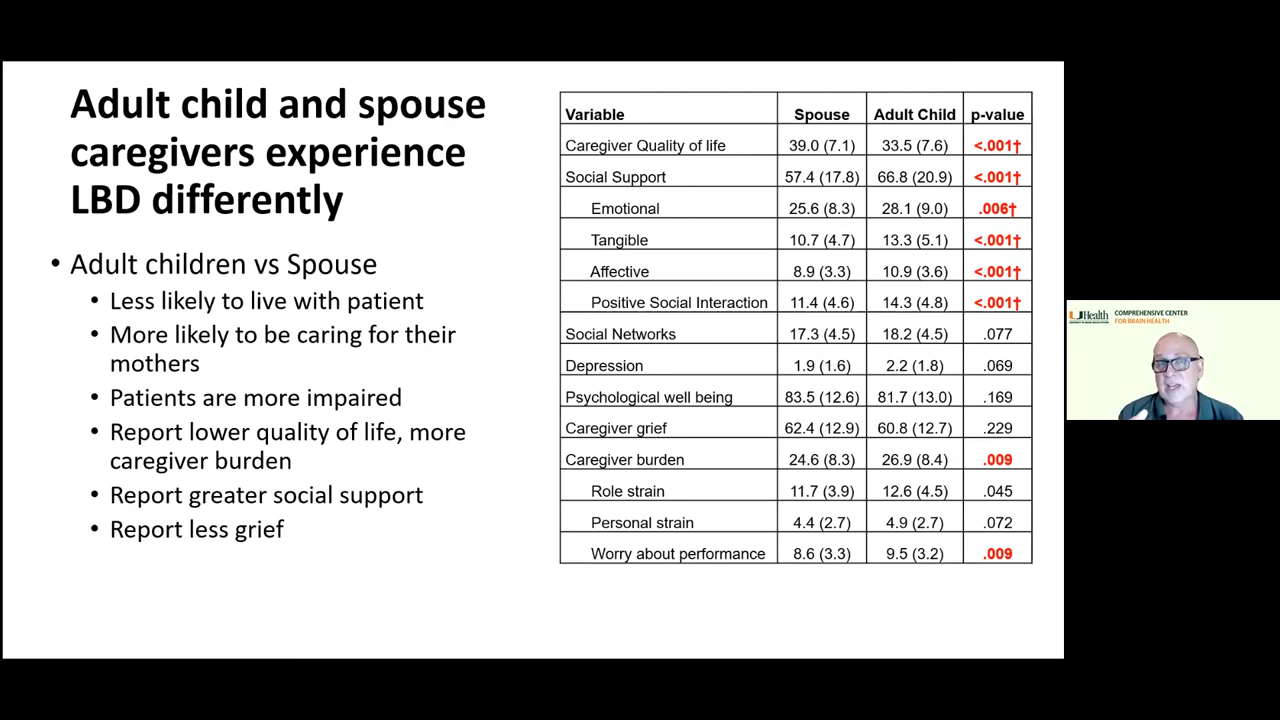 Adult child and spouse
caregivers experience
LBD differently
• Adult children vs Spouse
• Less likely to live with patient
• More likely to be caring for their
mothers
• Patients are more impaired
• Report lower quality of life, more
caregiver burden
• Report greater social support
• Report less grief
Variable Spouse Adult Child p-value
Caregiver Quality of life 39.0 (7.1) 33.5 (7.6) <.001†
Social Support 57.4 (17.8) 66.8 (20.9) <.001†
Emotional 25.6 (8.3) 28.1 (9.0) .006†
Tangible 10.7 (4.7) 13.3 (5.1) <.001†
Affective 8.9 (3.3) 10.9 (3.6) <.001†
Positive Social Interaction 11.4 (4.6) 14.3 (4.8) <.001†
Social Networks 17.3 (4.5) 18.2 (4.5) .077
Depression 1.9 (1.6) 2.2 (1.8) .069
Psychological well being 83.5 (12.6) 81.7 (13.0) .169
Caregiver grief 62.4 (12.9) 60.8 (12.7) .229
Caregiver burden 24.6 (8.3) 26.9 (8.4) .009
Role strain 11.7 (3.9) 12.6 (4.5) .045
Personal strain 4.4 (2.7) 4.9 (2.7) .072
Worry about performance 8.6 (3.3) 9.5 (3.2) .009
UHealth COMPREHENSIVE CENTER
FOR BRAIN HEALTH